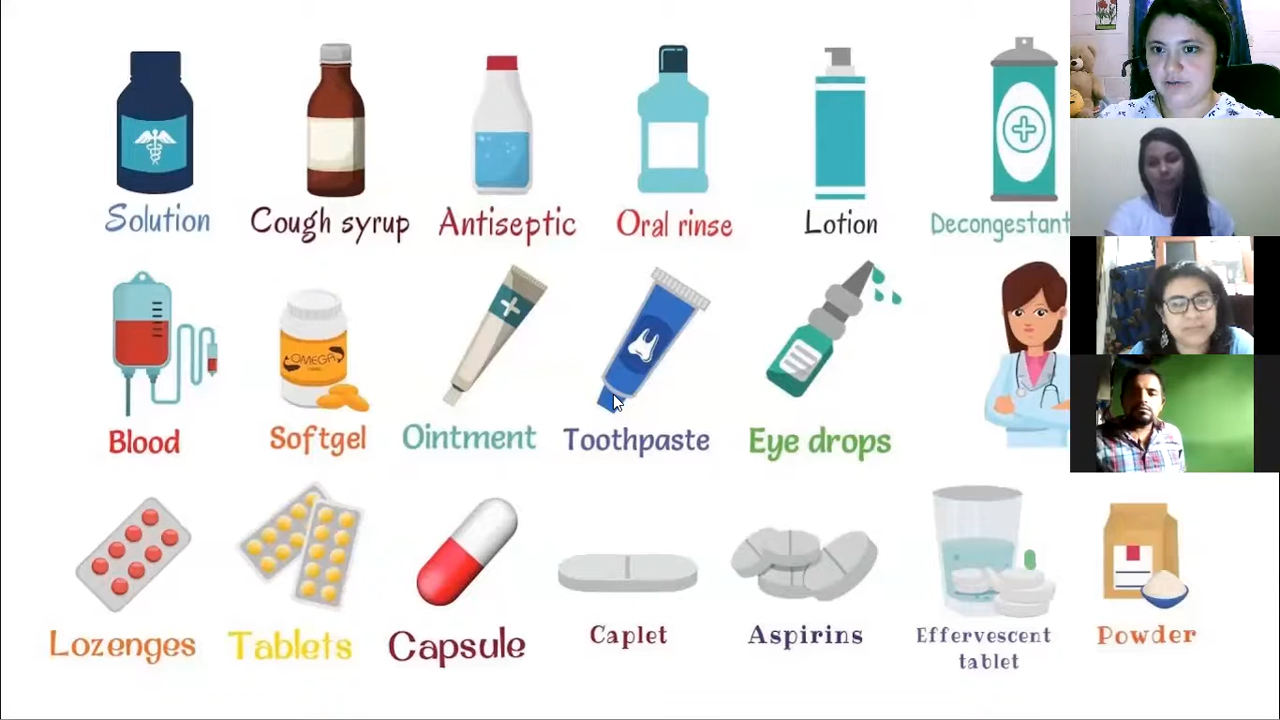 Solution
Cough syrup
Antiseptic
Oral rinse
Lotion
Decongestant
OMEGA
Blood
Softgel
Ointment
Toothpaste
Eye drops
Lozenges
Tablets
Capsule
Caplet
Aspirins
Effervescent
tablet
Powder